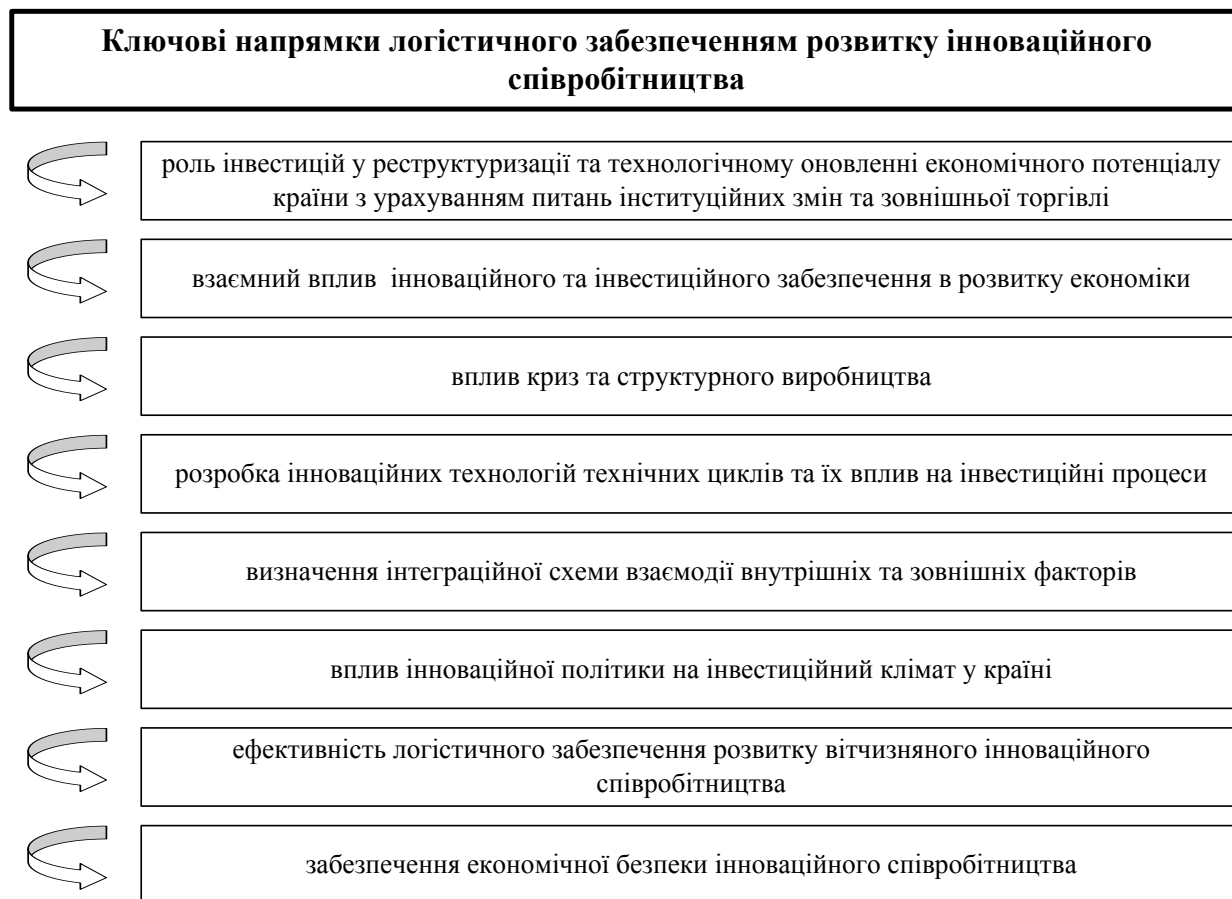 Ключові напрямки логістичного забезпеченням розвитку інноваційного
співробітництва
роль інвестицій у реструктуризації та технологічному оновленні економічного потенціалу
країни з урахуванням питань інституційних змін та зовнішньої торгівлі
взаємний вплив  інноваційного та інвестиційного забезпечення в розвитку економіки
вплив криз та структурного виробництва
розробка інноваційних технологій технічних циклів та їх вплив на інвестиційні процеси
визначення інтеграційної схеми взаємодії внутрішніх та зовнішніх факторів
вплив інноваційної політики на інвестиційний клімат у країні
ефективність логістичного забезпечення розвитку вітчизняного інноваційного
співробітництва
забезпечення економічної безпеки інноваційного співробітництва